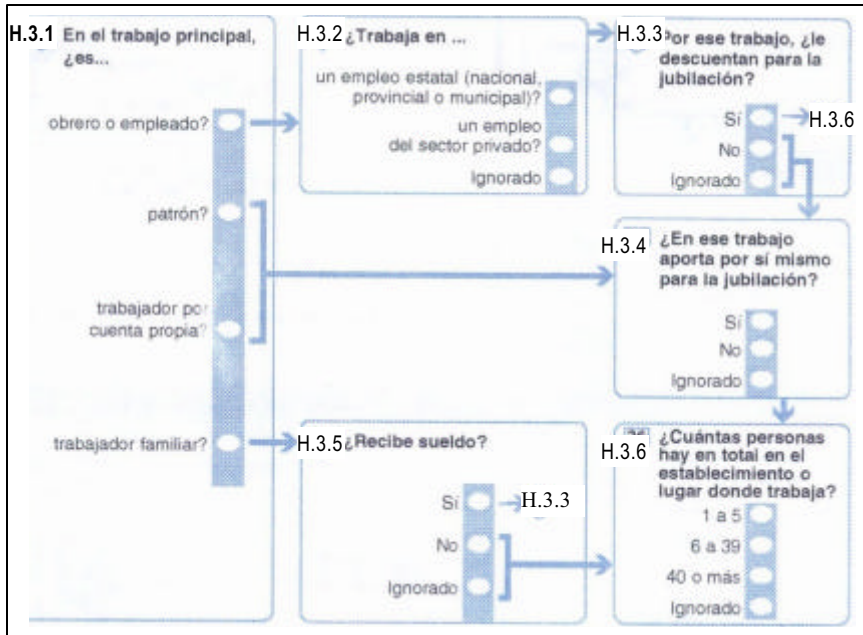 H.3.1 En el trabajo principal,
¿es...
obrero o empleado?
patrón?
trabajador por
cuenta propia?
trabajador familiar?
H.3.2 ¿Trabaja en ...
un empleo estatal (nacional,
provincial o municipal)?
un empleo
del sector privado?
Ignorado
H.3.3 Por ese trabajo, ¿le
descuentan para la
jubilación?
Sí H.3.6
No
Ignorado
H.3.4 ¿En ese trabajo
aporta por sí mismo
para la jubilación?
Sí
No
Ignorado
H.3.5 ¿Recibe sueldo?
Sí H.3.3
No
Ignorado
H.3.6 ¿Cuántas personas
hay en total en el
establecimiento o
lugar donde trabaja?
1 a 5
6 a 39
40 o más
Ignorado